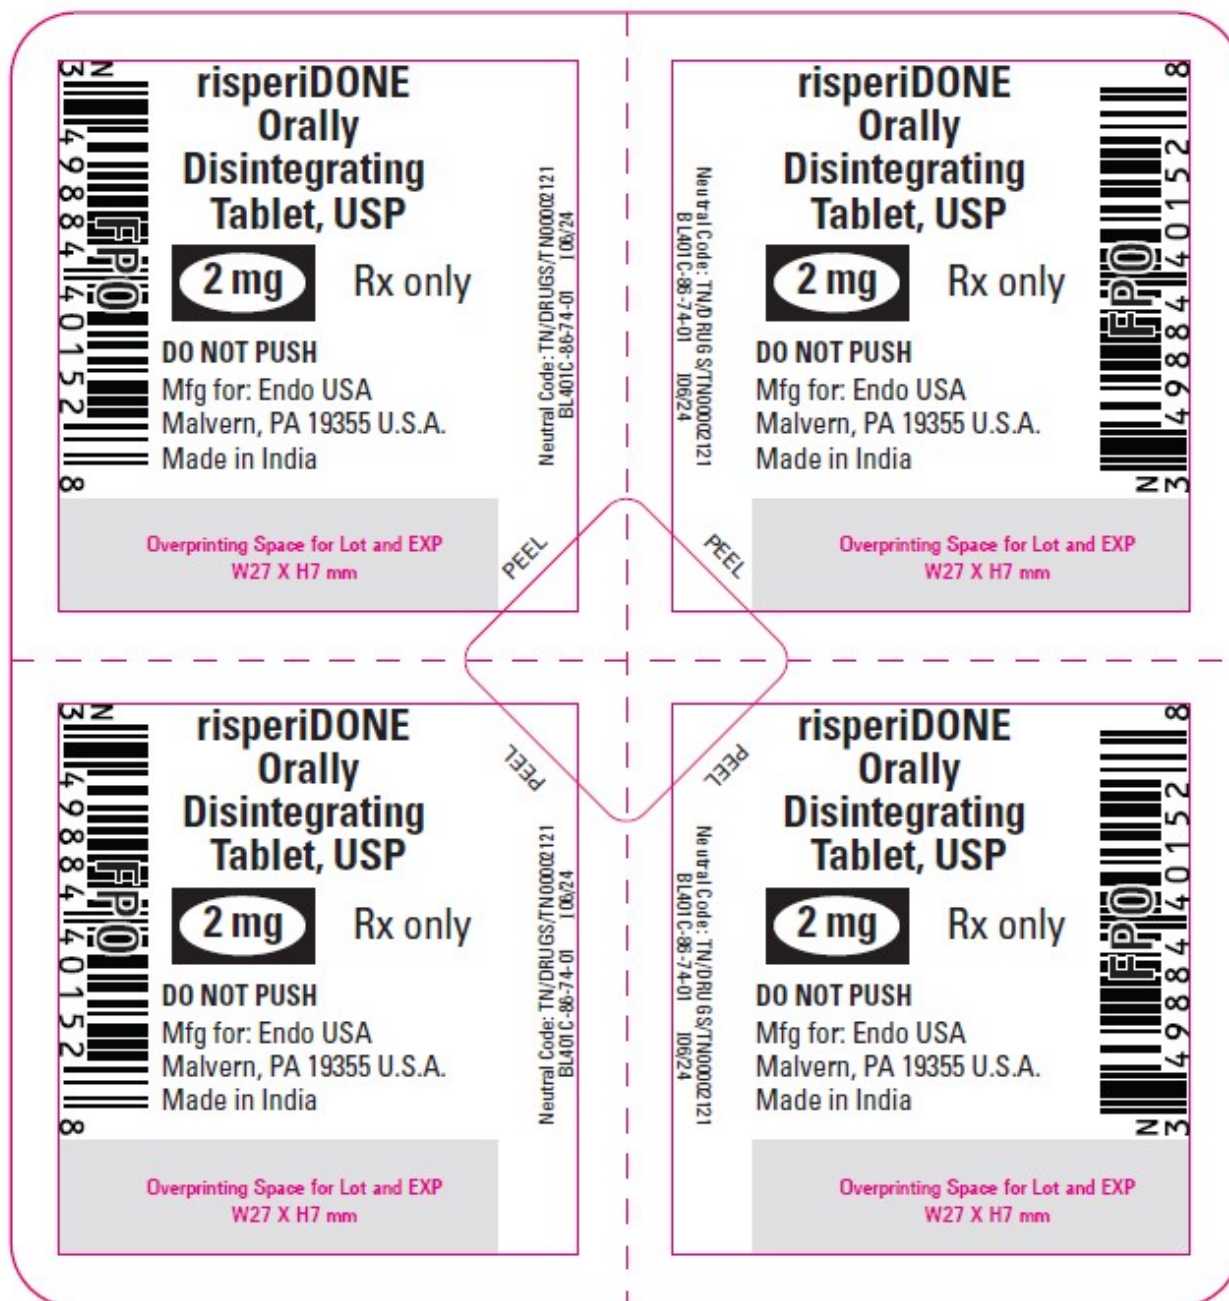 risperiDONE
Orally
Disintegrating
Tablet, USP
2 mg Rx only
DO NOT PUSH
Mfg for: Endo USA
Malvern, PA 19355 U.S.A.
Made in India
N
3 49884 40152 8
FPO
Neutral Code: TN/DRUGS/TN00002121
BL401C-86-74-01 I06/24
Overprinting Space for Lot and EXP
W27 X H7 mm
PEEL
risperiDONE
Orally
Disintegrating
Tablet, USP
2 mg Rx only
DO NOT PUSH
Mfg for: Endo USA
Malvern, PA 19355 U.S.A.
Made in India
N
3 49884 40152 8
FPO
Neutral Code: TN/DRUGS/TN00002121
BL401C-86-74-01 I06/24
Overprinting Space for Lot and EXP
W27 X H7 mm
PEEL
risperiDONE
Orally
Disintegrating
Tablet, USP
2 mg Rx only
DO NOT PUSH
Mfg for: Endo USA
Malvern, PA 19355 U.S.A.
Made in India
N
3 49884 40152 8
FPO
Neutral Code: TN/DRUGS/TN00002121
BL401C-86-74-01 I06/24
Overprinting Space for Lot and EXP
W27 X H7 mm
PEEL
risperiDONE
Orally
Disintegrating
Tablet, USP
2 mg Rx only
DO NOT PUSH
Mfg for: Endo USA
Malvern, PA 19355 U.S.A.
Made in India
N
3 49884 40152 8
FPO
Neutral Code: TN/DRUGS/TN00002121
BL401C-86-74-01 I06/24
Overprinting Space for Lot and EXP
W27 X H7 mm
PEEL